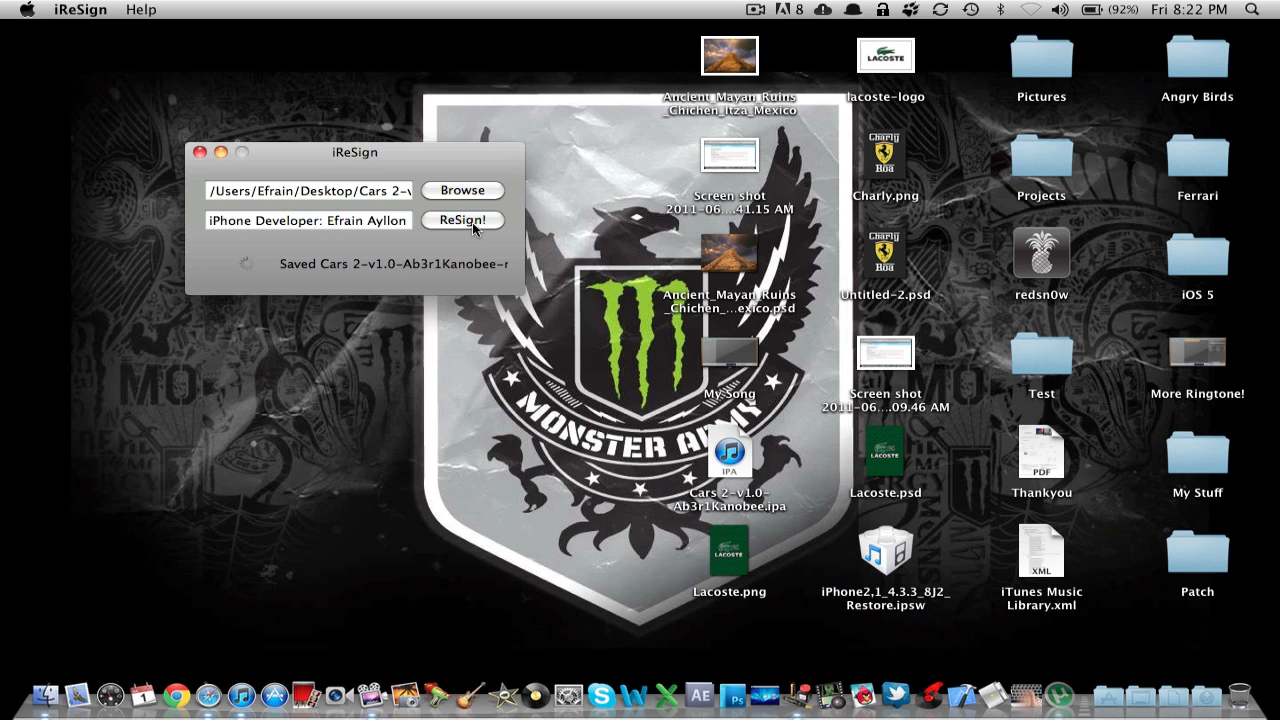 iReSign Help
8
(92%) Fri 8:22 PM
iReSign
/Users/Efrain/Desktop/Cars 2-v
Browse
iPhone Developer: Efrain Ayllon
ReSign!
Saved Cars 2-v1.0-Ab3r1Kanobee-r
MONSTER ARMY
Ancient_Mayan_Ruins
_Chichen_Itza_Mexico
LACOSTE
lacoste-logo
Pictures
Angry Birds
Screen shot
2011-06....41.15 AM
Charly
Roa
Charly.png
Projects
Ferrari
Ancient_Mayan_Ruins
_Chichen_...exico.psd
Charly
Roa
Untitled-2.psd
redsn0w
iOS 5
My Song
Screen shot
2011-06....09.46 AM
Test
More Ringtone!
IPA
Cars 2-v1.0-
Ab3r1Kanobee.ipa
LACOSTE
Lacoste.psd
PDF
Thankyou
My Stuff
LACOSTE
Lacoste.png
iPhone2,1_4.3.3_8J2_
Restore.ipsw
XML
iTunes Music
Library.xml
Patch
1
AE
Ps